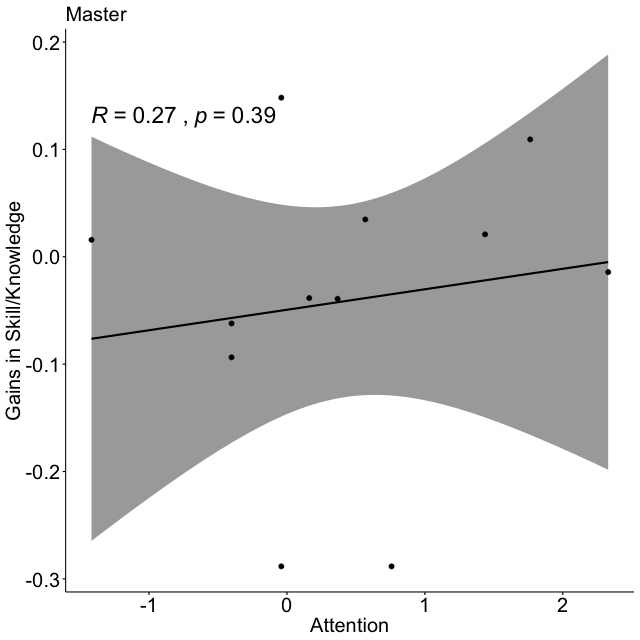 Master
R = 0.27 , p = 0.39
Gains in Skill/Knowledge
0.2
0.1
0.0
-0.1
-0.2
-0.3
-1
0
1
2
Attention